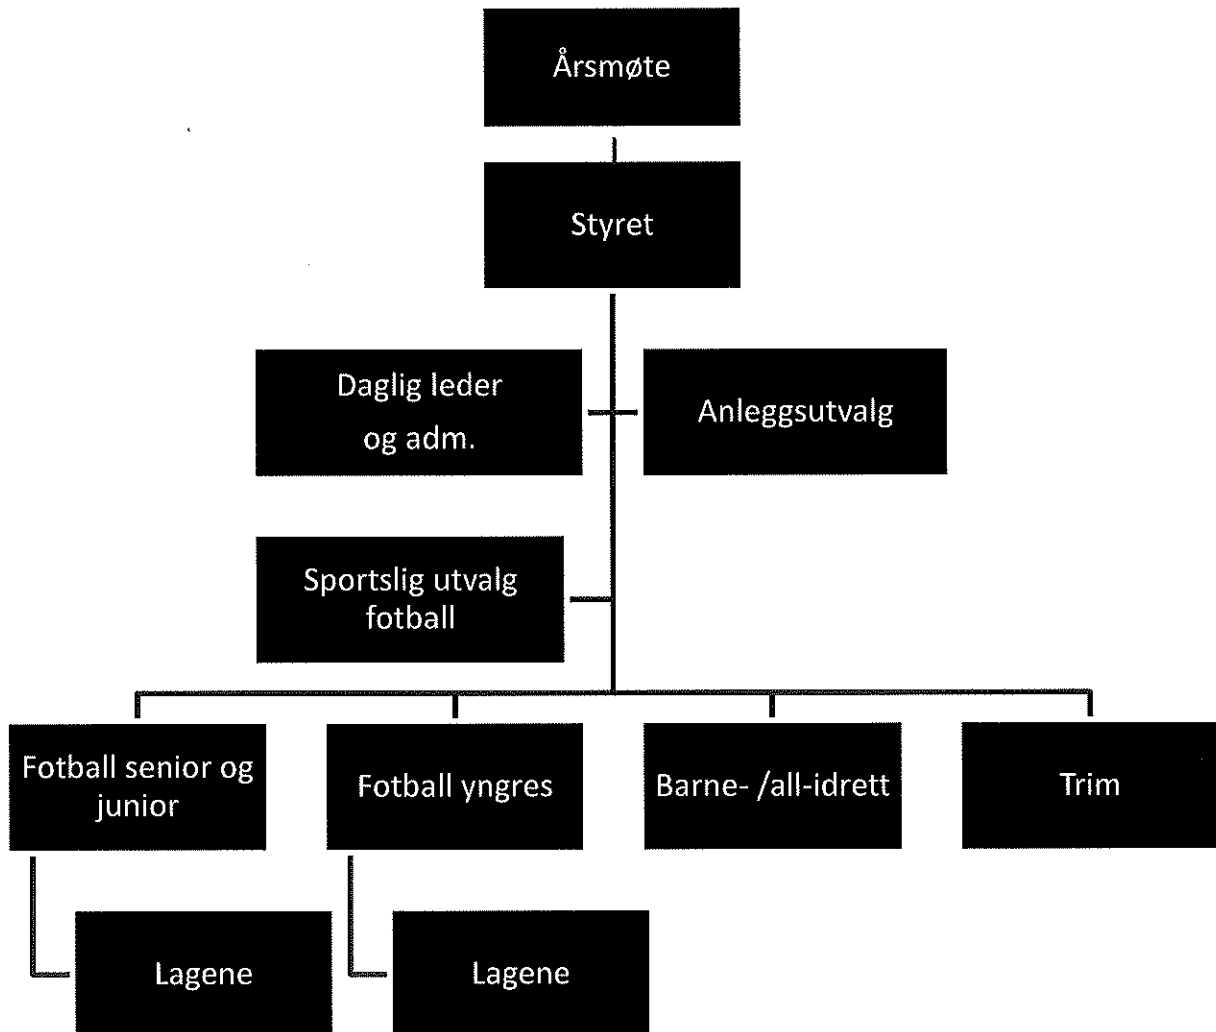 Årsmøte
Styret
Daglig leder
og adm.
Anleggsutvalg
Sportslig utvalg
fotball
Fotball senior og
junior
Fotball yngres
Barne- /all-idrett
Trim
Lagene
Lagene